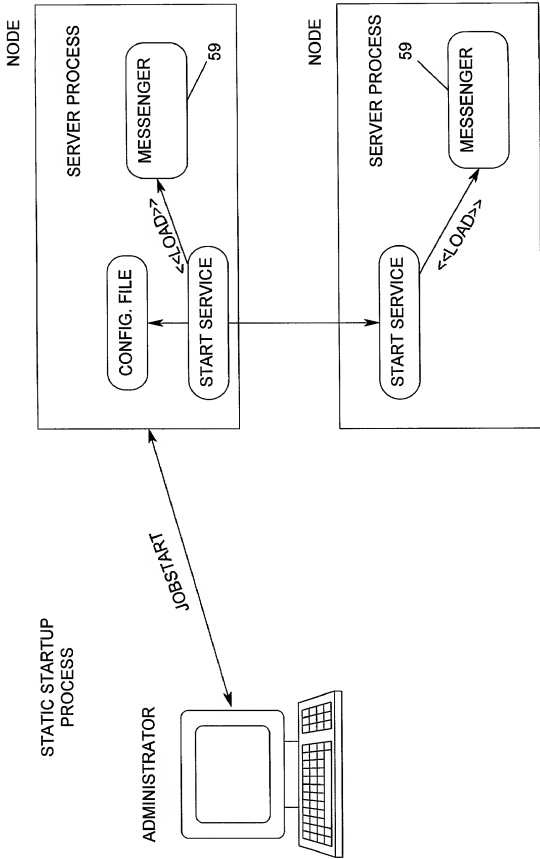 STATIC STARTUP
PROCESS
ADMINISTRATOR
JOBSTART
NODE
SERVER PROCESS
CONFIG. FILE
START SERVICE
<<LOAD>>
MESSENGER
59
NODE
SERVER PROCESS
START SERVICE
<<LOAD>>
MESSENGER
59